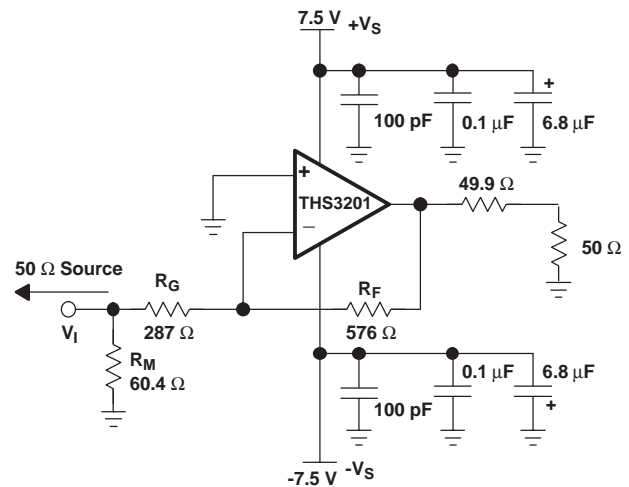 7.5 V
+VS
+
100 pF
0.1 µF
6.8 µF
+
THS3201
−
49.9 Ω
50 Ω
50 Ω Source
RG
RF
VI
287 Ω
576 Ω
RM
60.4 Ω
0.1 µF
6.8 µF
100 pF
+
-7.5 V
-VS